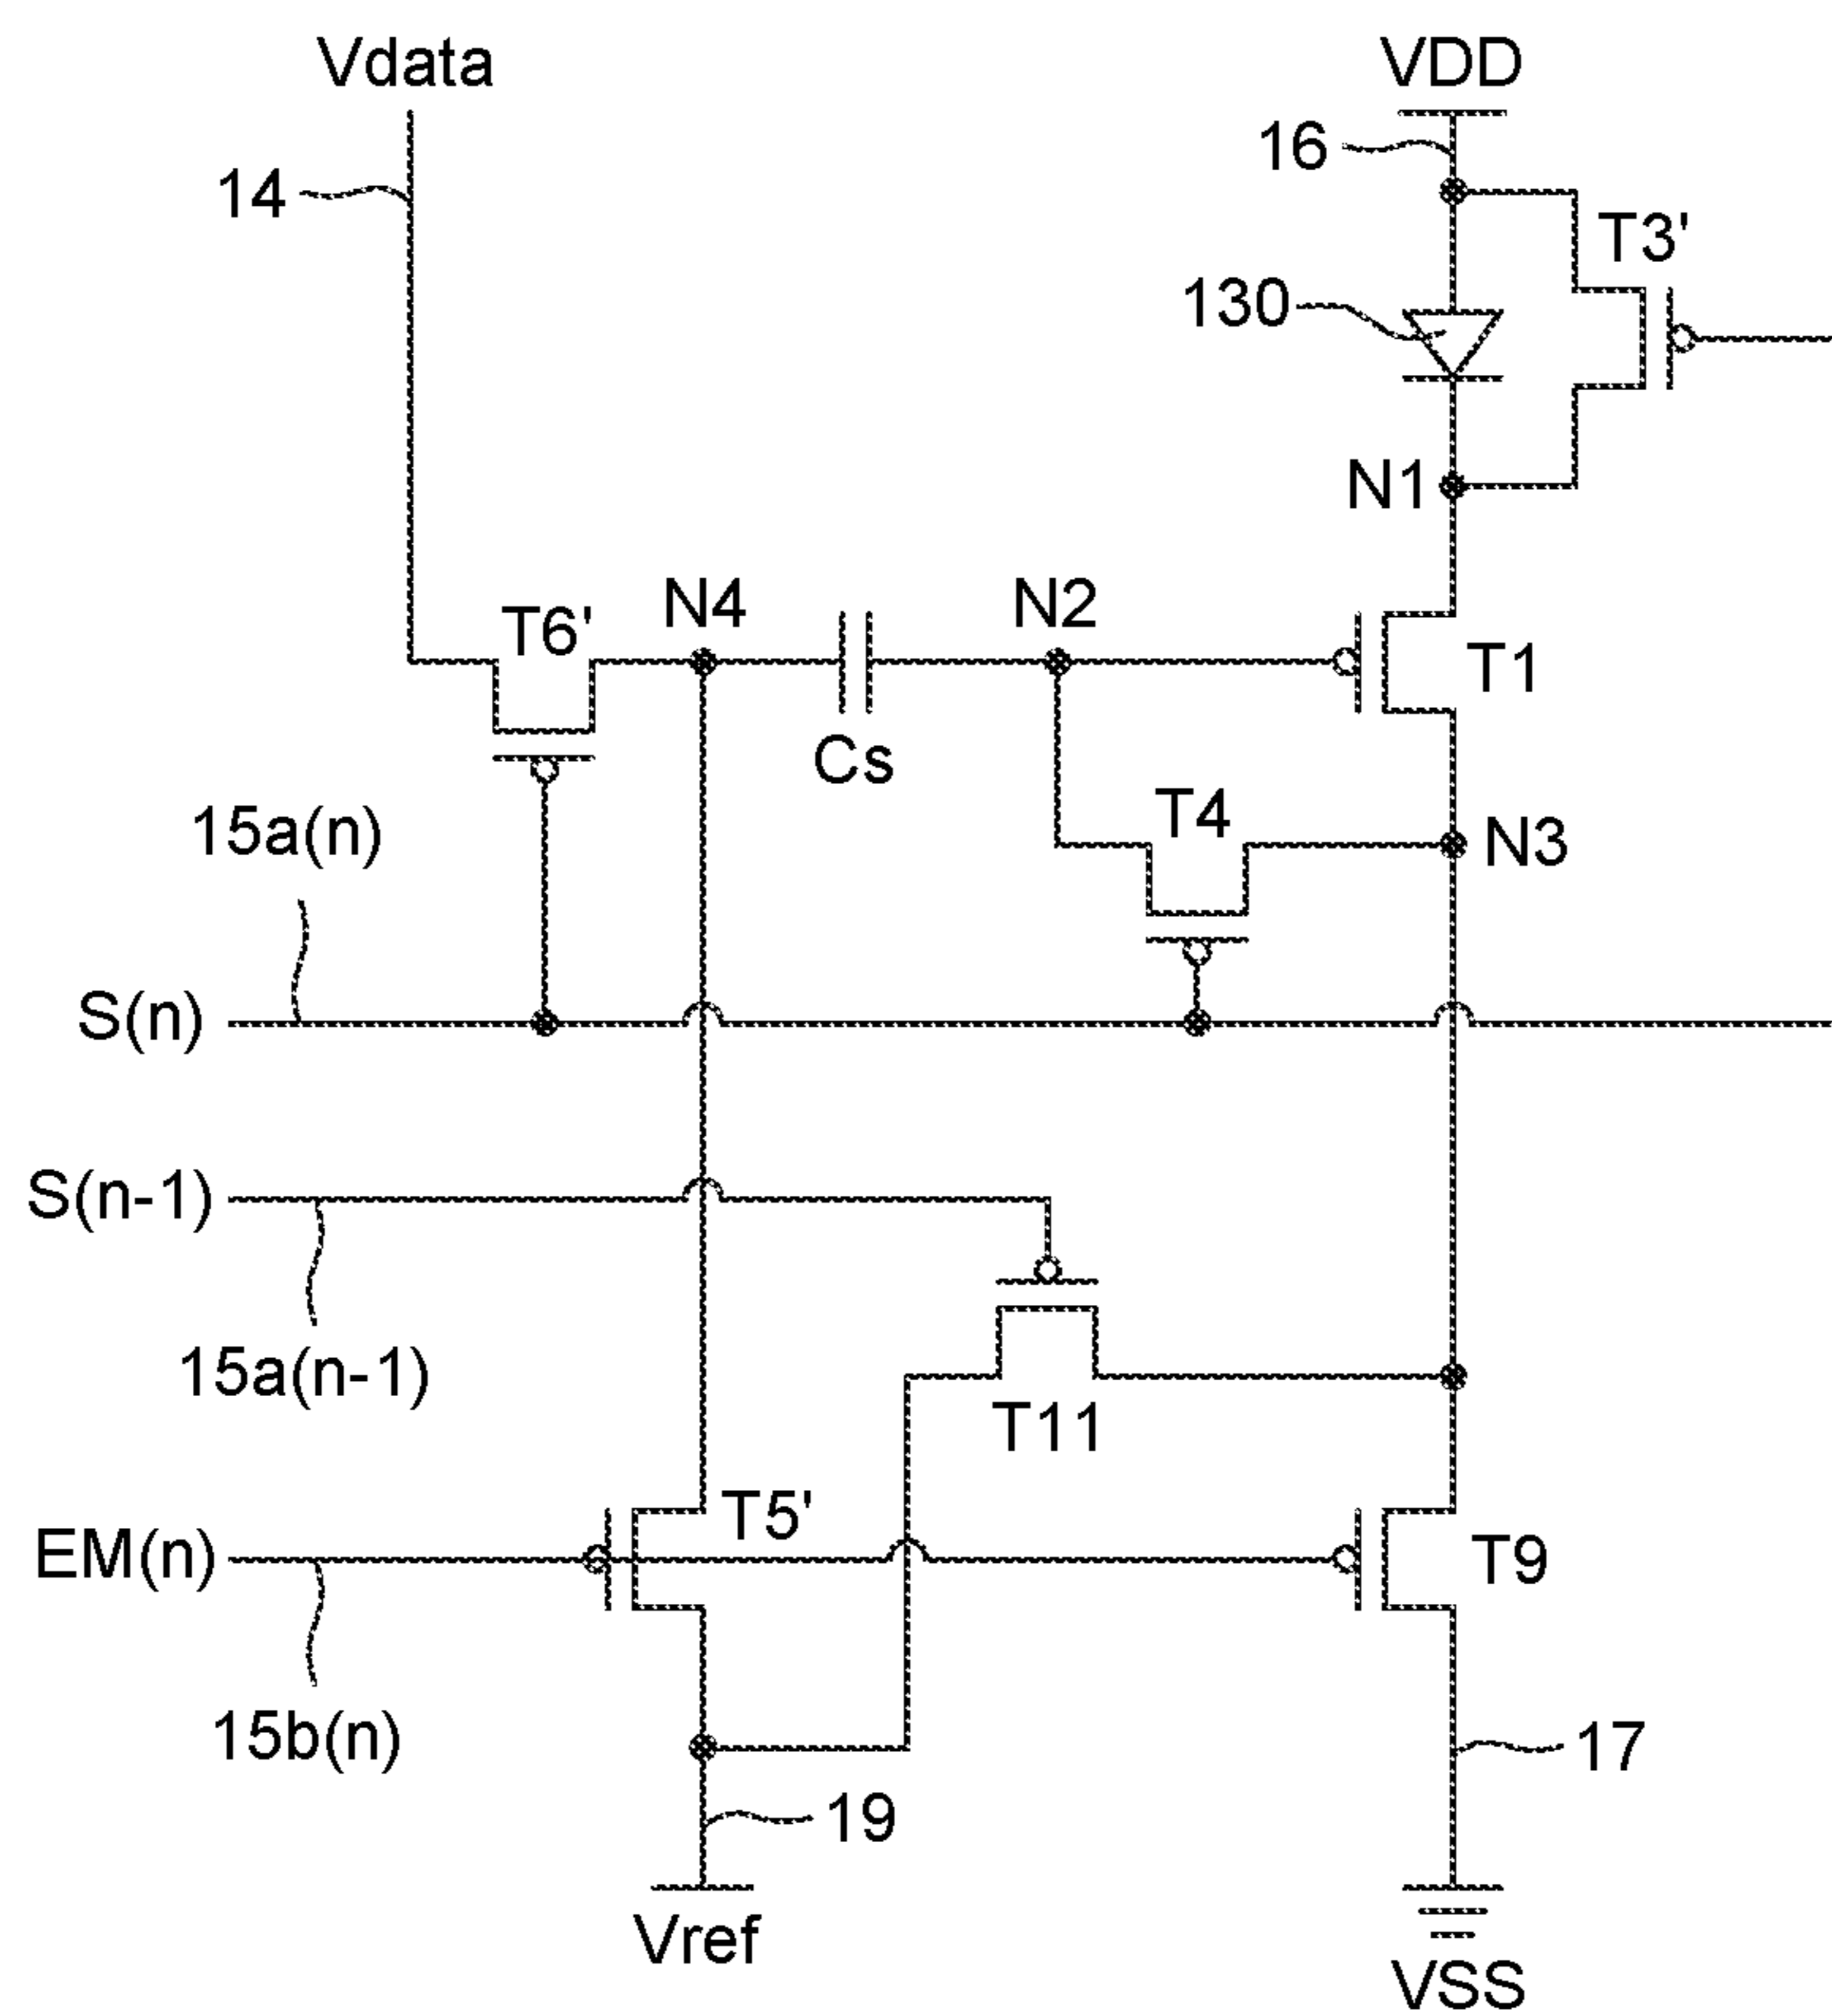 Vdata
VDD
16
14
T3'
130
N1
N4
N2
T6'
T1
Cs
T4
15a(n)
N3
S(n)
S(n-1)
15a(n-1)
T11
T5'
EM(n)
T9
15b(n)
17
19
Vref
VSS